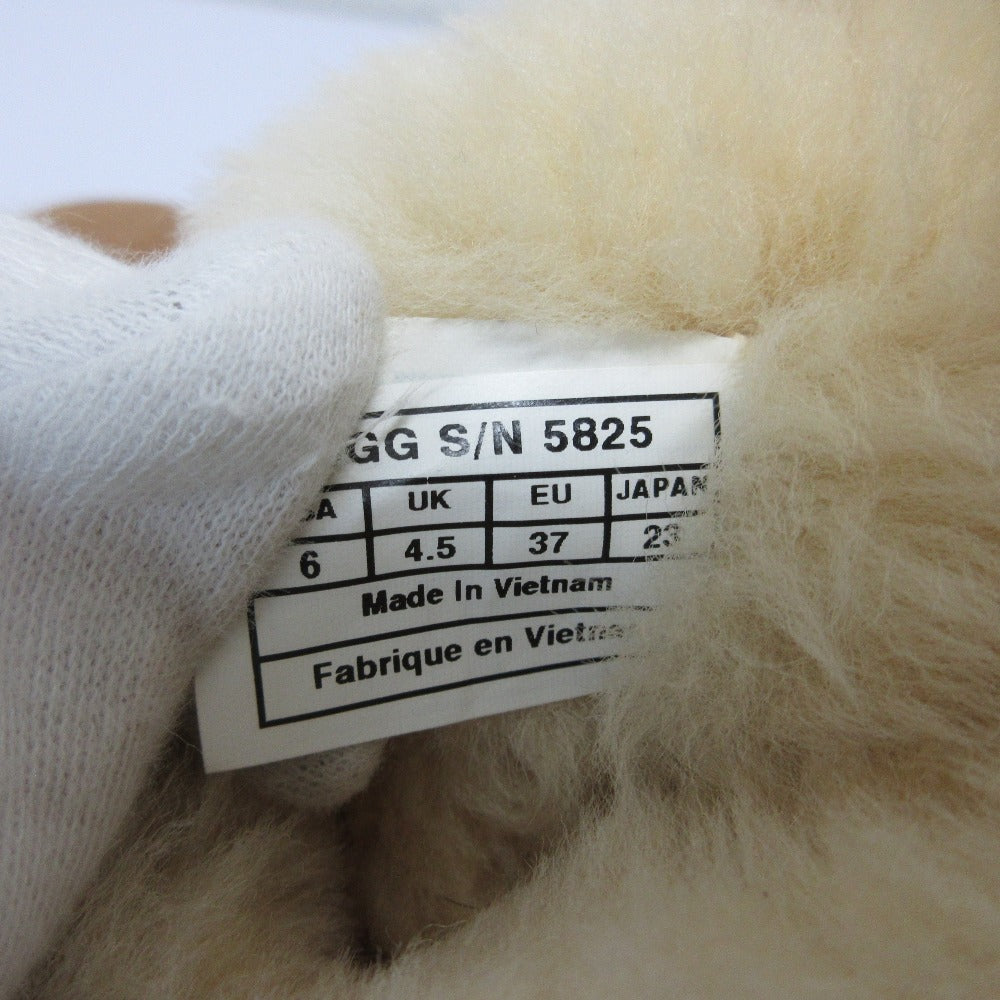 GG S/N 5825
SA UK EU JAPAN
6 4.5 37 23
Made In Vietnam
Fabrique en Vietna